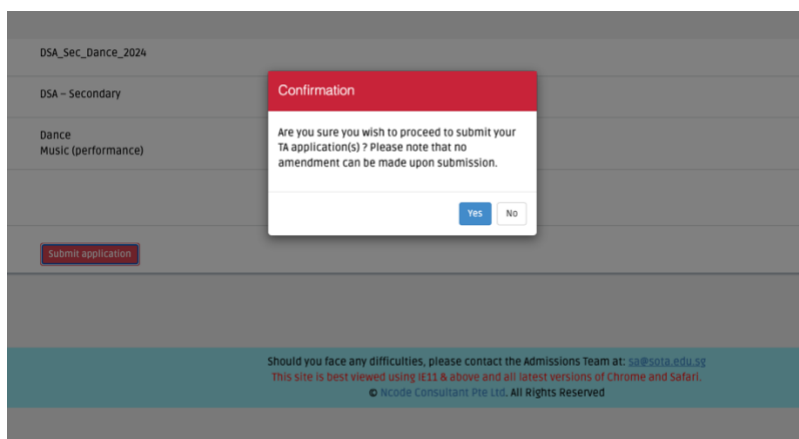 DSA_Sec_Dance_2024
DSA – Secondary
Dance
Music (performance)
Confirmation
Are you sure you wish to proceed to submit your
TA application(s) ? Please note that no
amendment can be made upon submission.
Yes
No
Submit application
Should you face any difficulties, please contact the Admissions Team at: sa@sota.edu.sg
This site is best viewed using IE11 & above and all latest versions of Chrome and Safari.
© Ncode Consultant Pte Ltd. All Rights Reserved